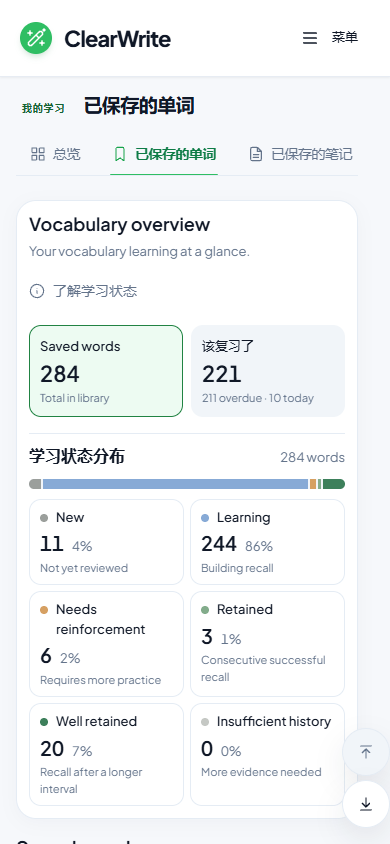 ClearWrite
菜单
我的学习
已保存的单词
总览
已保存的单词
已保存的笔记
Vocabulary overview
Your vocabulary learning at a glance.
了解学习状态
Saved words
284
Total in library
该复习了
221
211 overdue · 10 today
学习状态分布
284 words
New
11 4%
Not yet reviewed
Learning
244 86%
Building recall
Needs
reinforcement
6 2%
Requires more practice
Retained
3 1%
Consecutive successful
recall
Well retained
20 7%
Recall after a longer
interval
Insufficient history
0 0%
More evidence needed